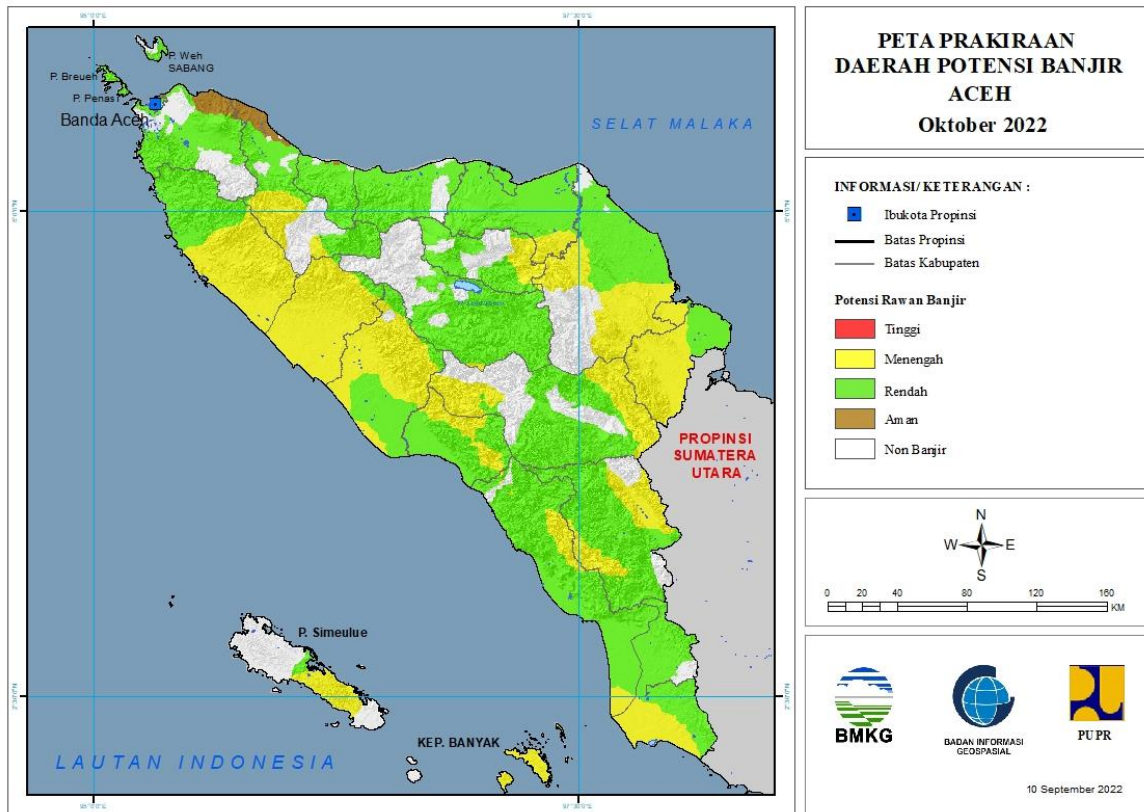 PETA PRAKIRAAN
DAERAH POTENSI BANJIR
ACEH
Oktober 2022
P. Weh
SABANG
P. Breueh
P. Penasi
Banda Aceh
SELAT MALAKA
PROPINSI
SUMATERA
UTARA
P. Simeulue
KEP. BANYAK
LAUTAN INDONESIA
INFORMASI/ KETERANGAN :
Ibukota Propinsi
Batas Propinsi
Batas Kabupaten
Potensi Rawan Banjir
Tinggi
Menengah
Rendah
Aman
Non Banjir
N
W E
S
0 20 40 80 120 160
KM
BMKG
BADAN INFORMASI
GEOSPASIAL
PUPR
10 September 2022